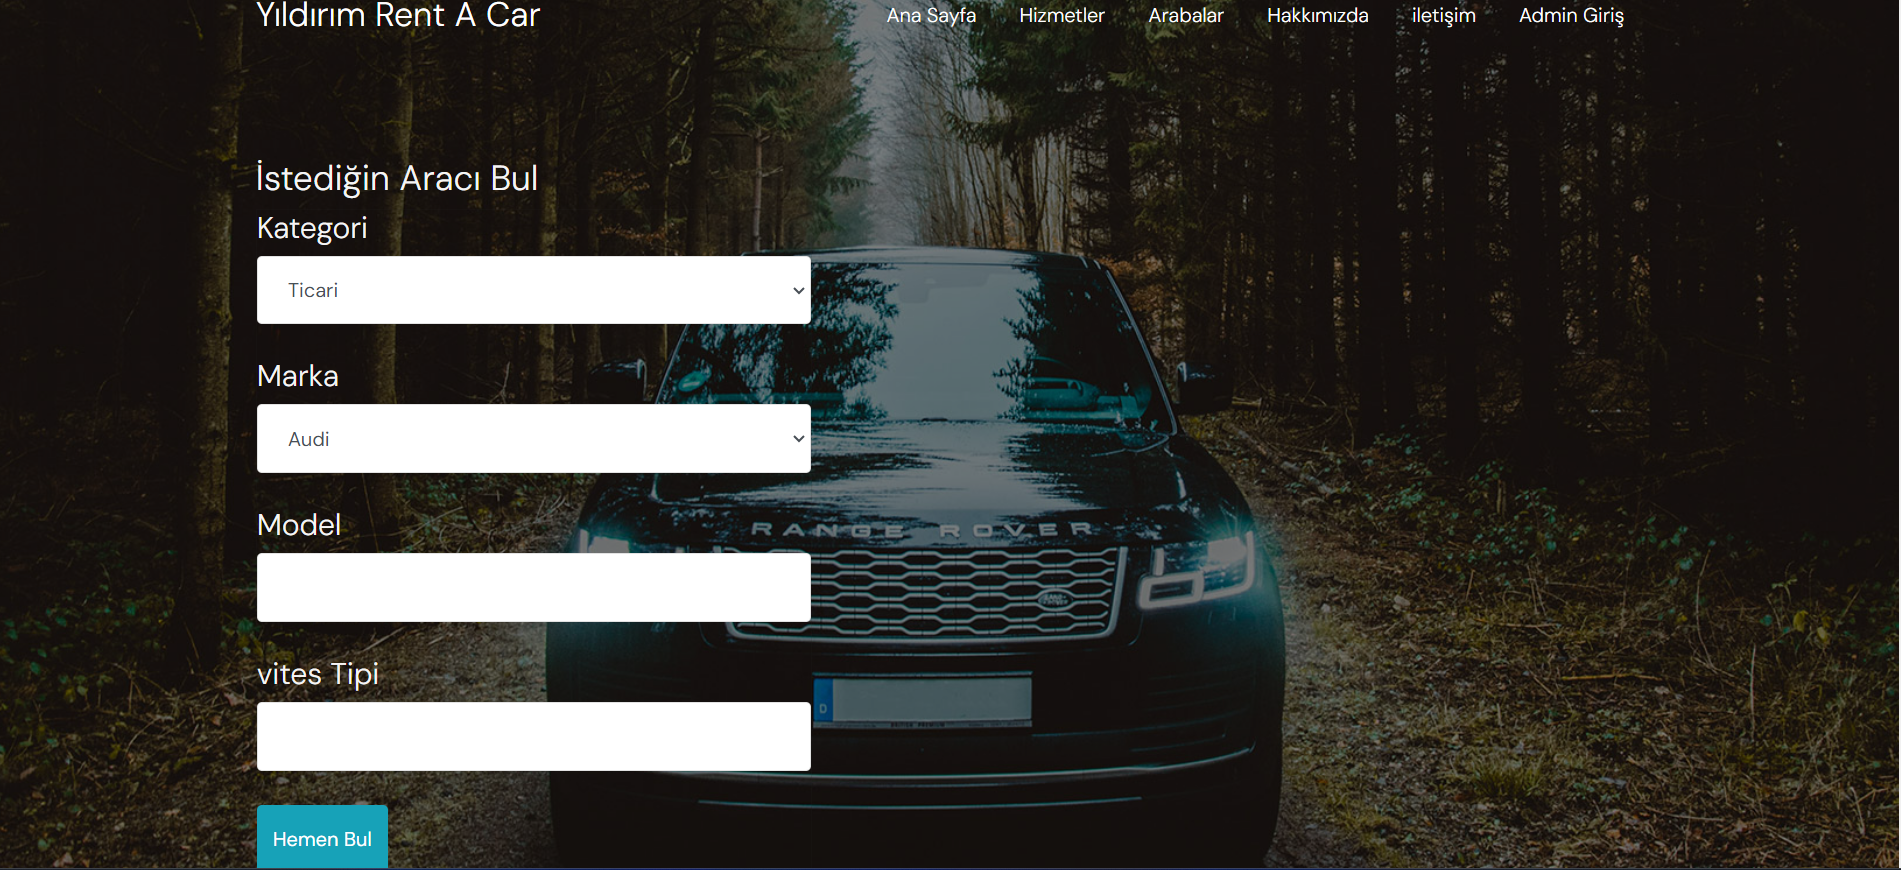 Yıldırım Rent A Car
Ana Sayfa Hizmetler Arabalar Hakkımızda iletişim Admin Giriş
İstediğin Aracı Bul
Kategori
Ticari
Marka
Audi
Model
RANGE ROVER
vites Tipi
D
Hemen Bul